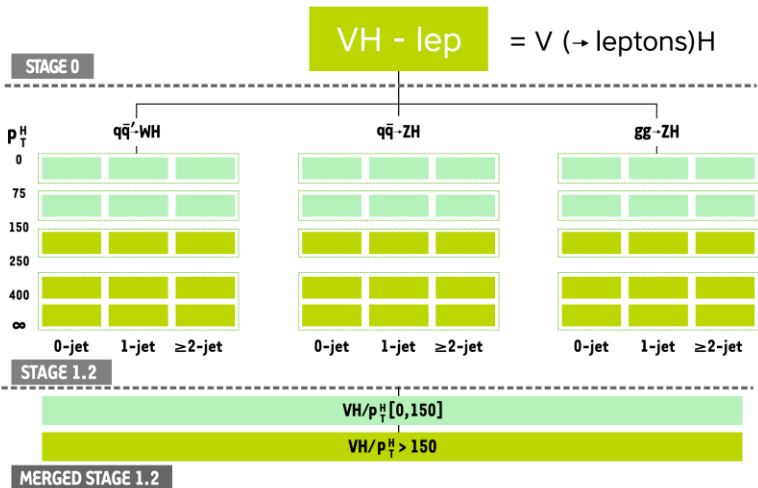 VH - lep = V (→ leptons)H
STAGE 0
qq̄′→WH qq̄→ZH gg→ZH
p_T^H
0
75
150
250
400
∞
0-jet 1-jet ≥2-jet 0-jet 1-jet ≥2-jet 0-jet 1-jet ≥2-jet
STAGE 1.2
VH/p_T^H [0,150]
VH/p_T^H > 150
MERGED STAGE 1.2